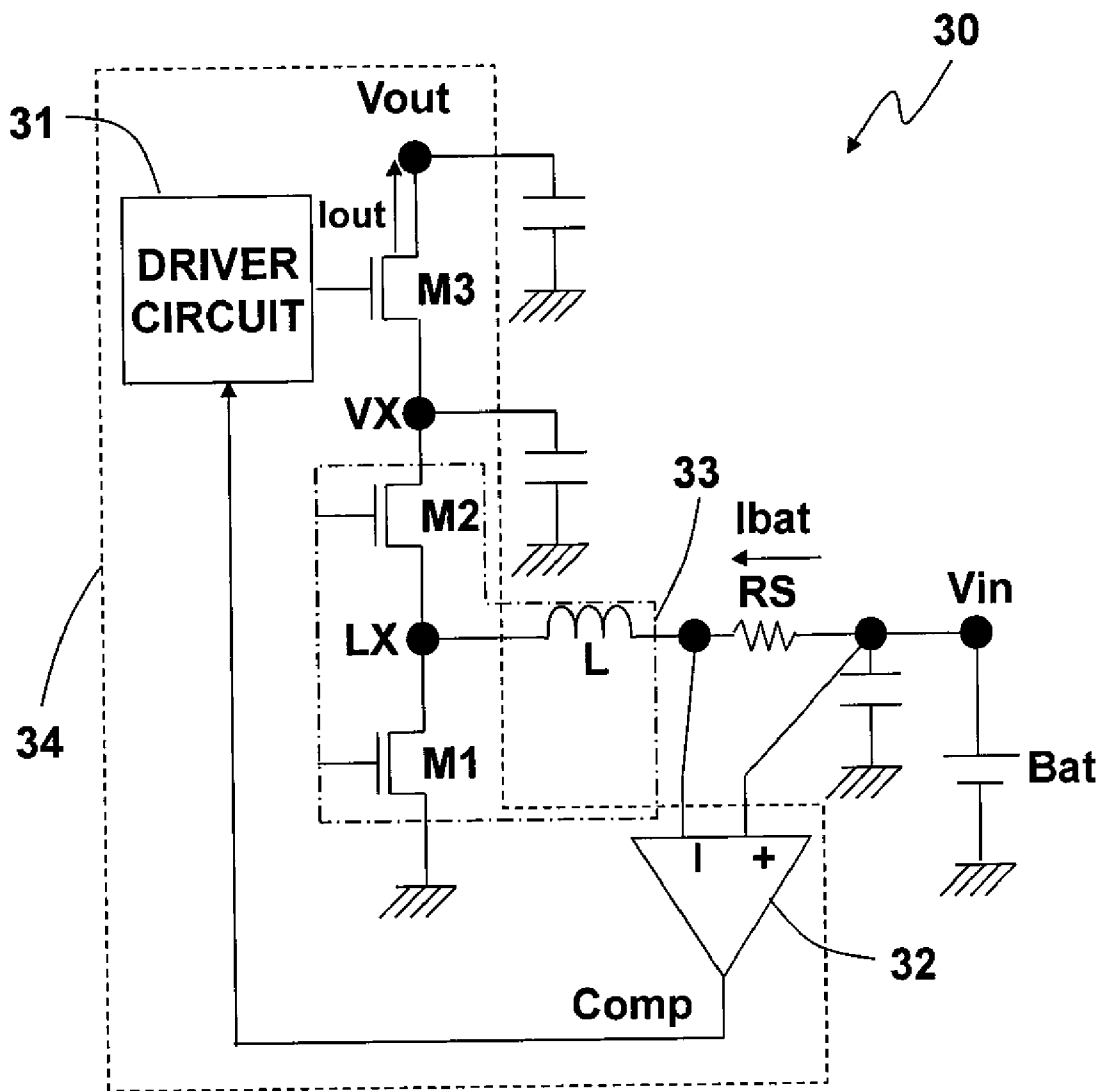 30
Vout
31
Iout
DRIVER
CIRCUIT
M3
VX
33
M2
Ibat
RS
Vin
LX
L
34
M1
Bat
I +
32
Comp